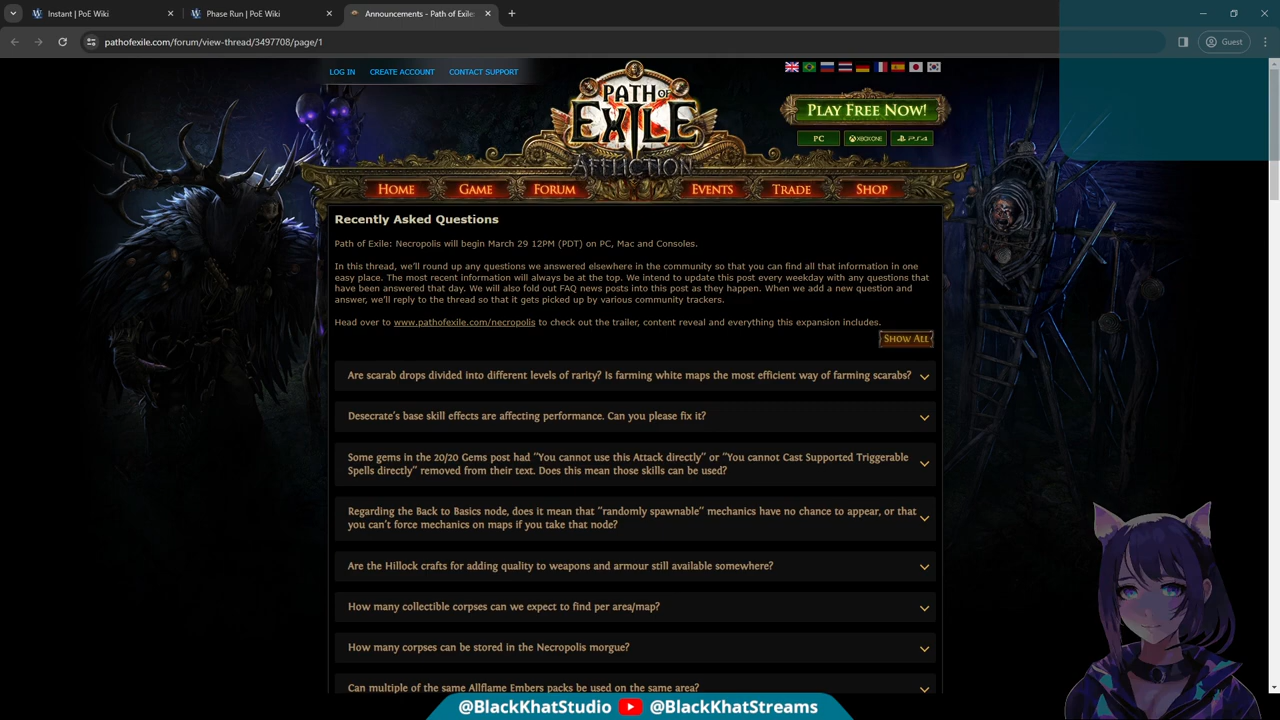 Instant | PoE Wiki
Phase Run | PoE Wiki
Announcements - Path of Exile
pathofexile.com/forum/view-thread/3497708/page/1
Guest
LOG IN
CREATE ACCOUNT
CONTACT SUPPORT
PATH OF EXILE
AFFLICTION
PLAY FREE NOW!
PC
XBOX ONE
PS4
HOME
GAME
FORUM
EVENTS
TRADE
SHOP
Recently Asked Questions
Path of Exile: Necropolis will begin March 29 12PM (PDT) on PC, Mac and Consoles.
In this thread, we'll round up any questions we answered elsewhere in the community so that you can find all that information in one
easy place. The most recent information will always be at the top. We intend to update this post every weekday with any questions that
have been answered that day. We will also fold out FAQ news posts into this post as they happen. When we add a new question and
answer, we'll reply to the thread so that it gets picked up by various community trackers.
Head over to www.pathofexile.com/necropolis to check out the trailer, content reveal and everything this expansion includes.
SHOW ALL
Are scarab drops divided into different levels of rarity? Is farming white maps the most efficient way of farming scarabs?
Desecrate's base skill effects are affecting performance. Can you please fix it?
Some gems in the 20/20 Gems post had "You cannot use this Attack directly" or "You cannot Cast Supported Triggerable
Spells directly" removed from their text. Does this mean those skills can be used?
Regarding the Back to Basics node, does it mean that "randomly spawnable" mechanics have no chance to appear, or that
you can't force mechanics on maps if you take that node?
Are the Hillock crafts for adding quality to weapons and armour still available somewhere?
How many collectible corpses can we expect to find per area/map?
How many corpses can be stored in the Necropolis morgue?
Can multiple of the same Allflame Embers packs be used on the same area?
@BlackKhatStudio @BlackKhatStreams